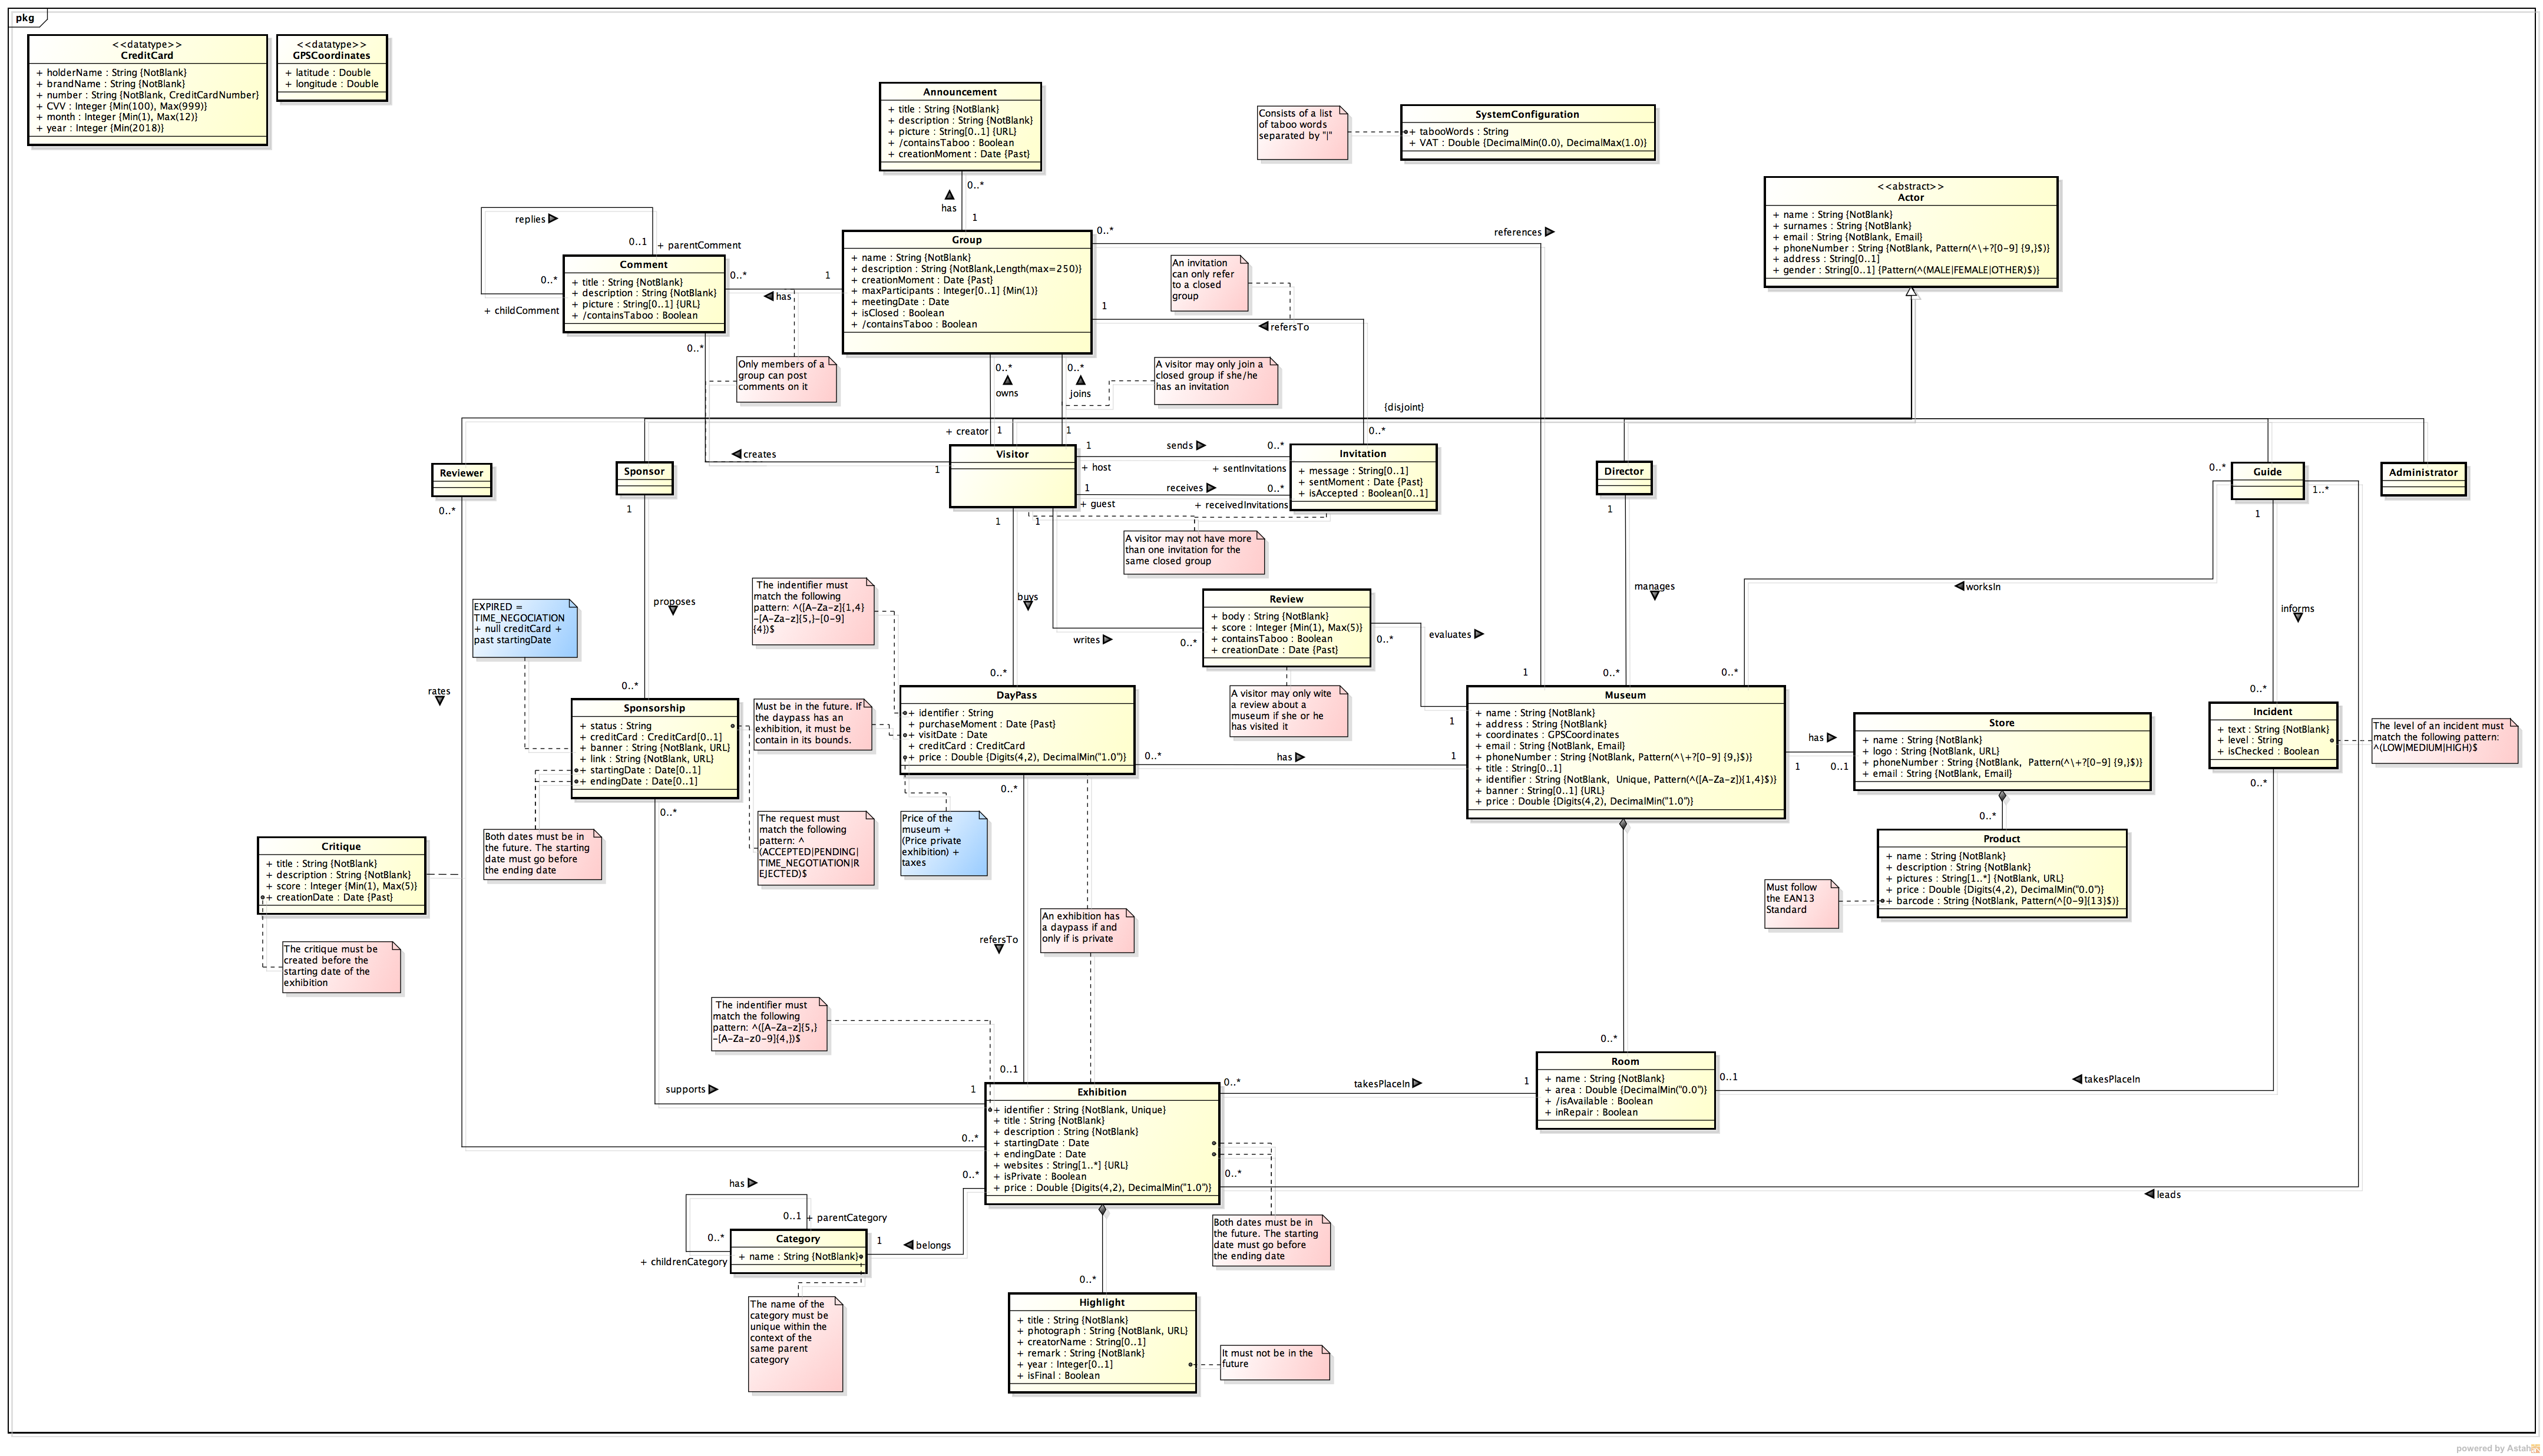 pkg
<<datatype>>
CreditCard
+ holderName : String {NotBlank}
+ brandName : String {NotBlank}
+ number : String {NotBlank, CreditCardNumber}
+ CVV : Integer {Min(100), Max(999)}
+ month : Integer {Min(1), Max(12)}
+ year : Integer {Min(2018)}
<<datatype>>
GPSCoordinates
+ latitude : Double
+ longitude : Double
Announcement
+ title : String {NotBlank}
+ description : String {NotBlank}
+ picture : String[0..1] {URL}
+ /containsTaboo : Boolean
+ creationMoment : Date {Past}
Consists of a list
of taboo words
separated by "|"
SystemConfiguration
+ tabooWords : String
+ VAT : Double {DecimalMin(0.0), DecimalMax(1.0)}
<<abstract>>
Actor
+ name : String {NotBlank}
+ surnames : String {NotBlank}
+ email : String {NotBlank, Email}
+ phoneNumber : String {NotBlank, Pattern(^\+?[0-9] {9,}$)}
+ address : String[0..1]
+ gender : String[0..1] {Pattern(^(MALE|FEMALE|OTHER)$)}
0..*
has
1
replies
0..1
+ parentComment
0..*
+ childComment
Comment
+ title : String {NotBlank}
+ description : String {NotBlank}
+ picture : String[0..1] {URL}
+ /containsTaboo : Boolean
0..*
1
has
Group
+ name : String {NotBlank}
+ description : String {NotBlank,Length(max=250)}
+ creationMoment : Date {Past}
+ maxParticipants : Integer[0..1] {Min(1)}
+ meetingDate : Date
+ isClosed : Boolean
+ /containsTaboo : Boolean
0..*
references
An invitation
can only refer
to a closed
group
1
refersTo
0..*
Only members of a
group can post
comments on it
0..*
owns
0..*
joins
A visitor may only join a
closed group if she/he
has an invitation
{disjoint}
+ creator
1
1
0..*
creates
1
Reviewer
0..*
Sponsor
1
Visitor
1
sends
0..*
+ host
+ sentInvitations
1
receives
0..*
+ guest
+ receivedInvitations
Invitation
+ message : String[0..1]
+ sentMoment : Date {Past}
+ isAccepted : Boolean[0..1]
Director
1
0..*
Guide
1..*
1
Administrator
1
1
A visitor may not have more
than one invitation for the
same closed group
The indentifier must
match the following
pattern: ^([A-Za-z]{1,4}
-[A-Za-z]{5,}-[0-9]
{4})$
EXPIRED =
TIME_NEGOCIATION
+ null creditCard +
past startingDate
proposes
buys
Review
+ body : String {NotBlank}
+ score : Integer {Min(1), Max(5)}
+ containsTaboo : Boolean
+ creationDate : Date {Past}
writes
0..*
0..*
evaluates
manages
worksIn
informs
rates
0..*
0..*
A visitor may only wite
a review about a
museum if she or he
has visited it
1
0..*
0..*
0..*
Sponsorship
+ status : String
+ creditCard : CreditCard[0..1]
+ banner : String {NotBlank, URL}
+ link : String {NotBlank, URL}
+ startingDate : Date[0..1]
+ endingDate : Date[0..1]
Must be in the future. If
the daypass has an
exhibition, it must be
contain in its bounds.
DayPass
+ identifier : String
+ purchaseMoment : Date {Past}
+ visitDate : Date
+ creditCard : CreditCard
+ price : Double {Digits(4,2), DecimalMin("1.0")}
0..*
has
1
1
Museum
+ name : String {NotBlank}
+ address : String {NotBlank}
+ coordinates : GPSCoordinates
+ email : String {NotBlank, Email}
+ phoneNumber : String {NotBlank, Pattern(^\+?[0-9] {9,}$)}
+ title : String[0..1]
+ identifier : String {NotBlank, Unique, Pattern(^([A-Za-z]){1,4}$)}
+ banner : String[0..1] {URL}
+ price : Double {Digits(4,2), DecimalMin("1.0")}
has
1
0..1
Store
+ name : String {NotBlank}
+ logo : String {NotBlank, URL}
+ phoneNumber : String {NotBlank, Pattern(^\+?[0-9] {9,}$)}
+ email : String {NotBlank, Email}
Incident
+ text : String {NotBlank}
+ level : String
+ isChecked : Boolean
The level of an incident must
match the following pattern:
^(LOW|MEDIUM|HIGH)$
0..*
0..*
0..*
0..*
Both dates must be in
the future. The starting
date must go before
the ending date
The request must
match the following
pattern: ^
(ACCEPTED|PENDING|
TIME_NEGOTIATION|R
EJECTED)$
Price of the
museum +
(Price private
exhibition) +
taxes
Product
+ name : String {NotBlank}
+ description : String {NotBlank}
+ pictures : String[1..*] {NotBlank, URL}
+ price : Double {Digits(4,2), DecimalMin("0.0")}
+ barcode : String {NotBlank, Pattern(^[0-9]{13}$)}
Must follow
the EAN13
Standard
Critique
+ title : String {NotBlank}
+ description : String {NotBlank}
+ score : Integer {Min(1), Max(5)}
+ creationDate : Date {Past}
The critique must be
created before the
starting date of the
exhibition
refersTo
An exhibition has
a daypass if and
only if is private
The indentifier must
match the following
pattern: ^([A-Za-z]{5,}
-[A-Za-z0-9]{4,})$
0..*
0..1
supports
1
0..*
takesPlaceIn
1
Room
+ name : String {NotBlank}
+ area : Double {DecimalMin("0.0")}
+ /isAvailable : Boolean
+ inRepair : Boolean
0..1
takesPlaceIn
Exhibition
+ identifier : String {NotBlank, Unique}
+ title : String {NotBlank}
+ description : String {NotBlank}
+ startingDate : Date
+ endingDate : Date
+ websites : String[1..*] {URL}
+ isPrivate : Boolean
+ price : Double {Digits(4,2), DecimalMin("1.0")}
0..*
0..*
0..*
leads
has
0..1
+ parentCategory
0..*
+ childrenCategory
Category
+ name : String {NotBlank}
1
belongs
Both dates must be in
the future. The starting
date must go before
the ending date
0..*
The name of the
category must be
unique within the
context of the
same parent
category
Highlight
+ title : String {NotBlank}
+ photograph : String {NotBlank, URL}
+ creatorName : String[0..1]
+ remark : String {NotBlank}
+ year : Integer[0..1]
+ isFinal : Boolean
It must not be in the
future
powered by Astah